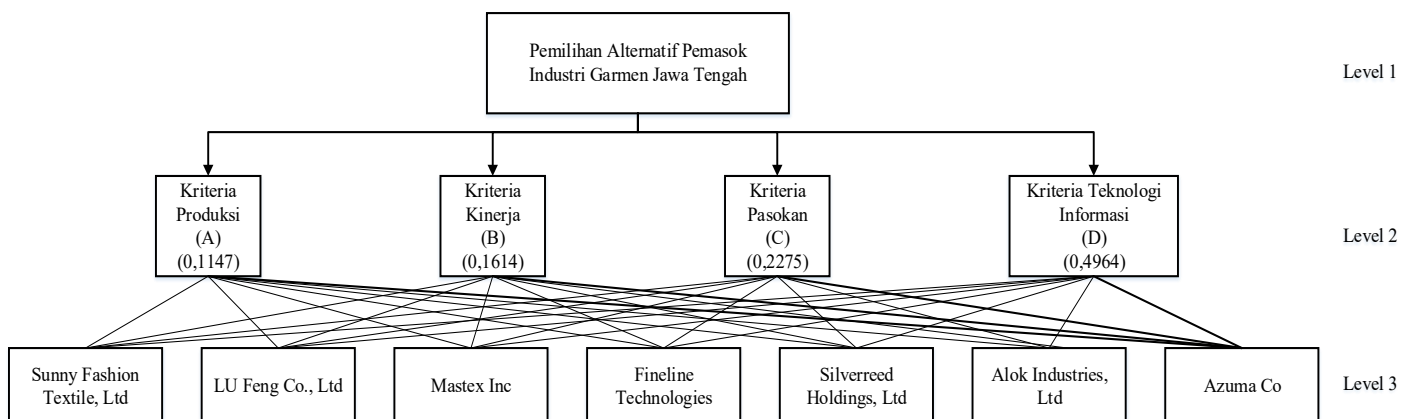 Pemilihan Alternatif Pemasok
Industri Garmen Jawa Tengah
Level 1
Kriteria
Produksi
(A)
(0,1147)
Kriteria
Kinerja
(B)
(0,1614)
Kriteria
Pasokan
(C)
(0,2275)
Kriteria Teknologi
Informasi
(D)
(0,4964)
Level 2
Sunny Fashion
Textile, Ltd
LU Feng Co., Ltd
Mastex Inc
Fineline
Technologies
Silverreed
Holdings, Ltd
Alok Industries,
Ltd
Azuma Co
Level 3